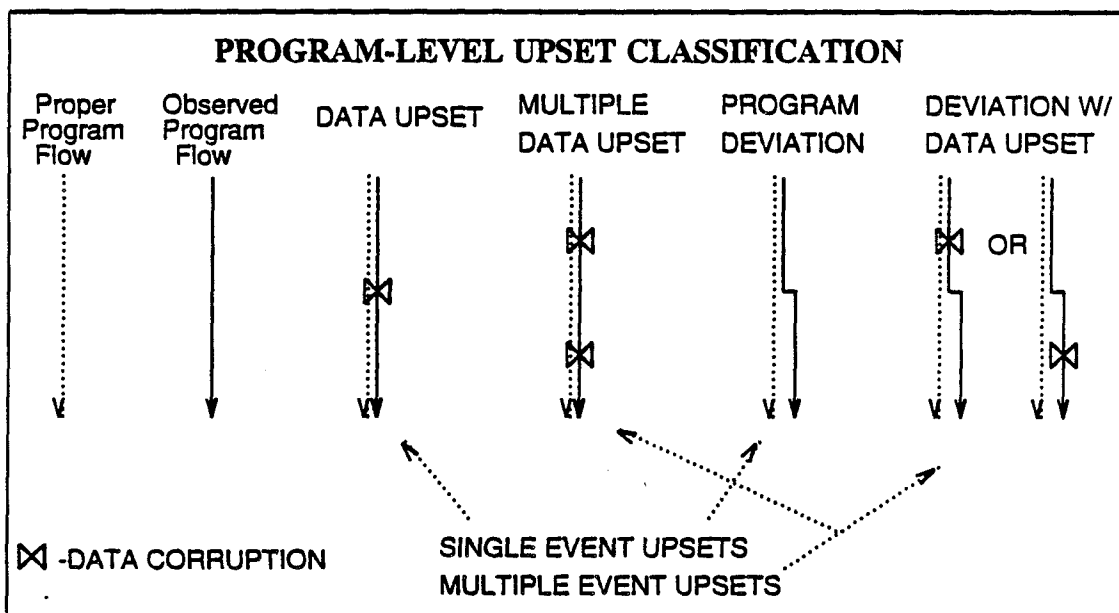 PROGRAM-LEVEL UPSET CLASSIFICATION
Proper
Program
Flow
Observed
Program
Flow
DATA UPSET
MULTIPLE
DATA UPSET
PROGRAM
DEVIATION
DEVIATION W/
DATA UPSET
OR
-DATA CORRUPTION
SINGLE EVENT UPSETS
MULTIPLE EVENT UPSETS